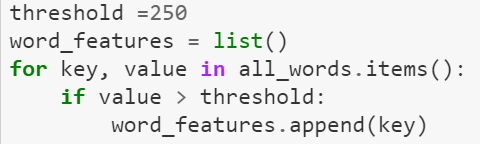 threshold =250
word_features = list()
for key, value in all_words.items():
    if value > threshold:
        word_features.append(key)